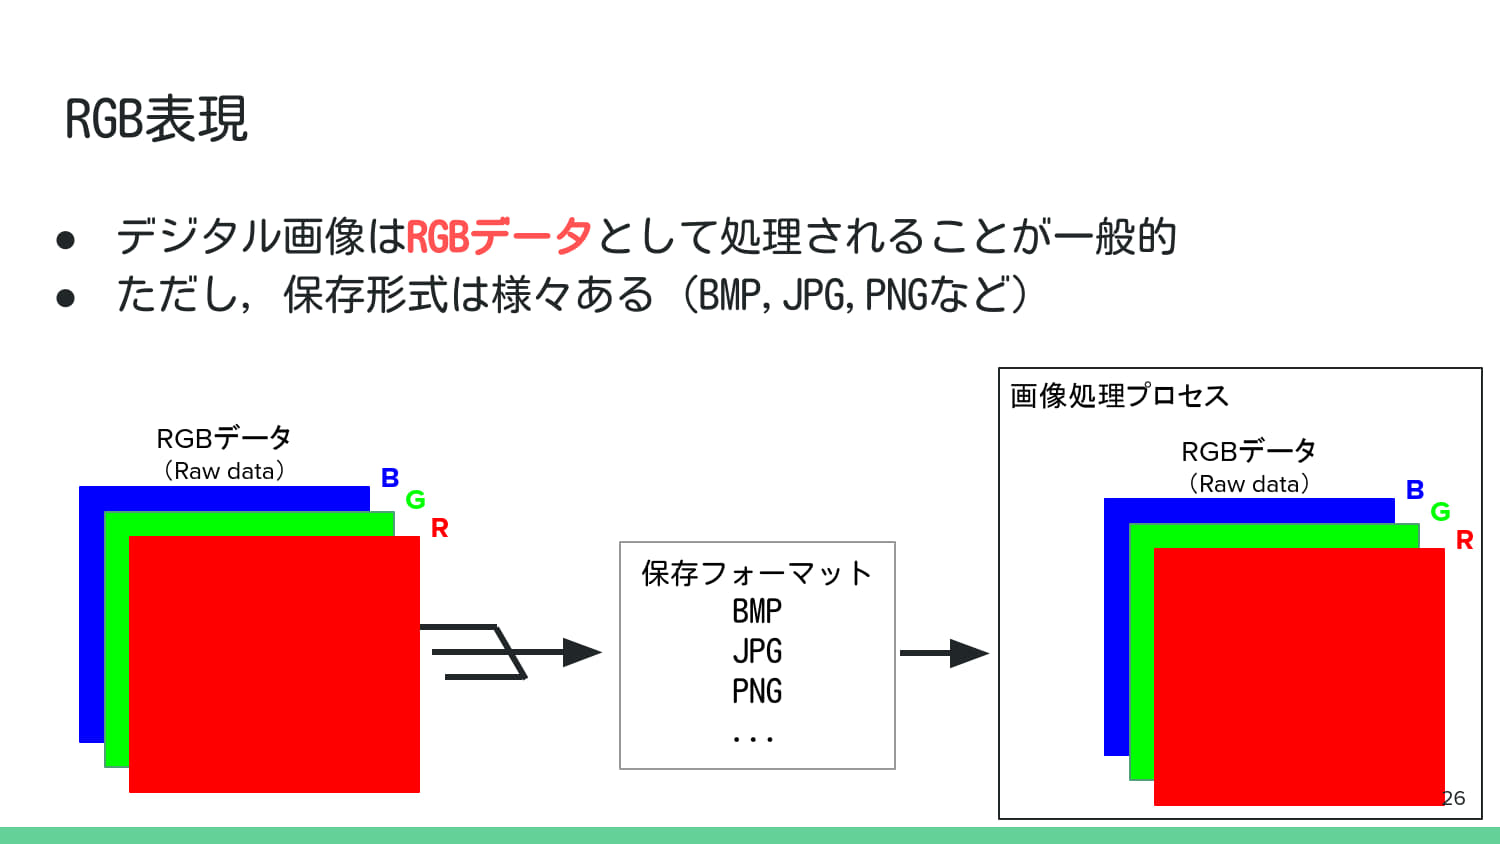 RGB表現
● デジタル画像はRGBデータとして処理されることが一般的
● ただし，保存形式は様々ある（BMP,JPG,PNGなど）
RGBデータ
（Raw data）
B
G
R
保存フォーマット
BMP
JPG
PNG
...
画像処理プロセス
RGBデータ
（Raw data）
B
G
R
26